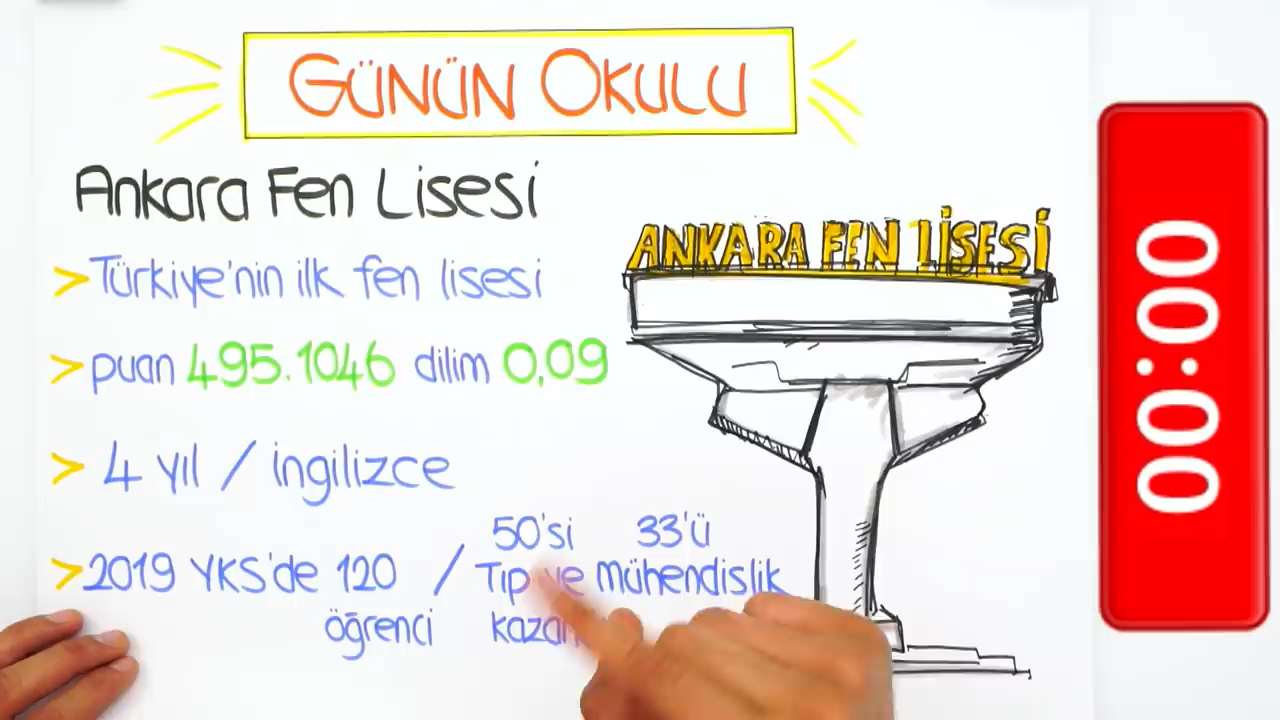 GÜNÜN OKULU
Ankara Fen Lisesi
ANKARA FEN LİSESİ
> Türkiye'nin ilk fen lisesi
> puan 495.1046 dilim 0,09
> 4 yıl / ingilizce
50'si 33'ü
> 2019 YKS'de 120 / Tıp ve mühendislik
öğrenci
00:00